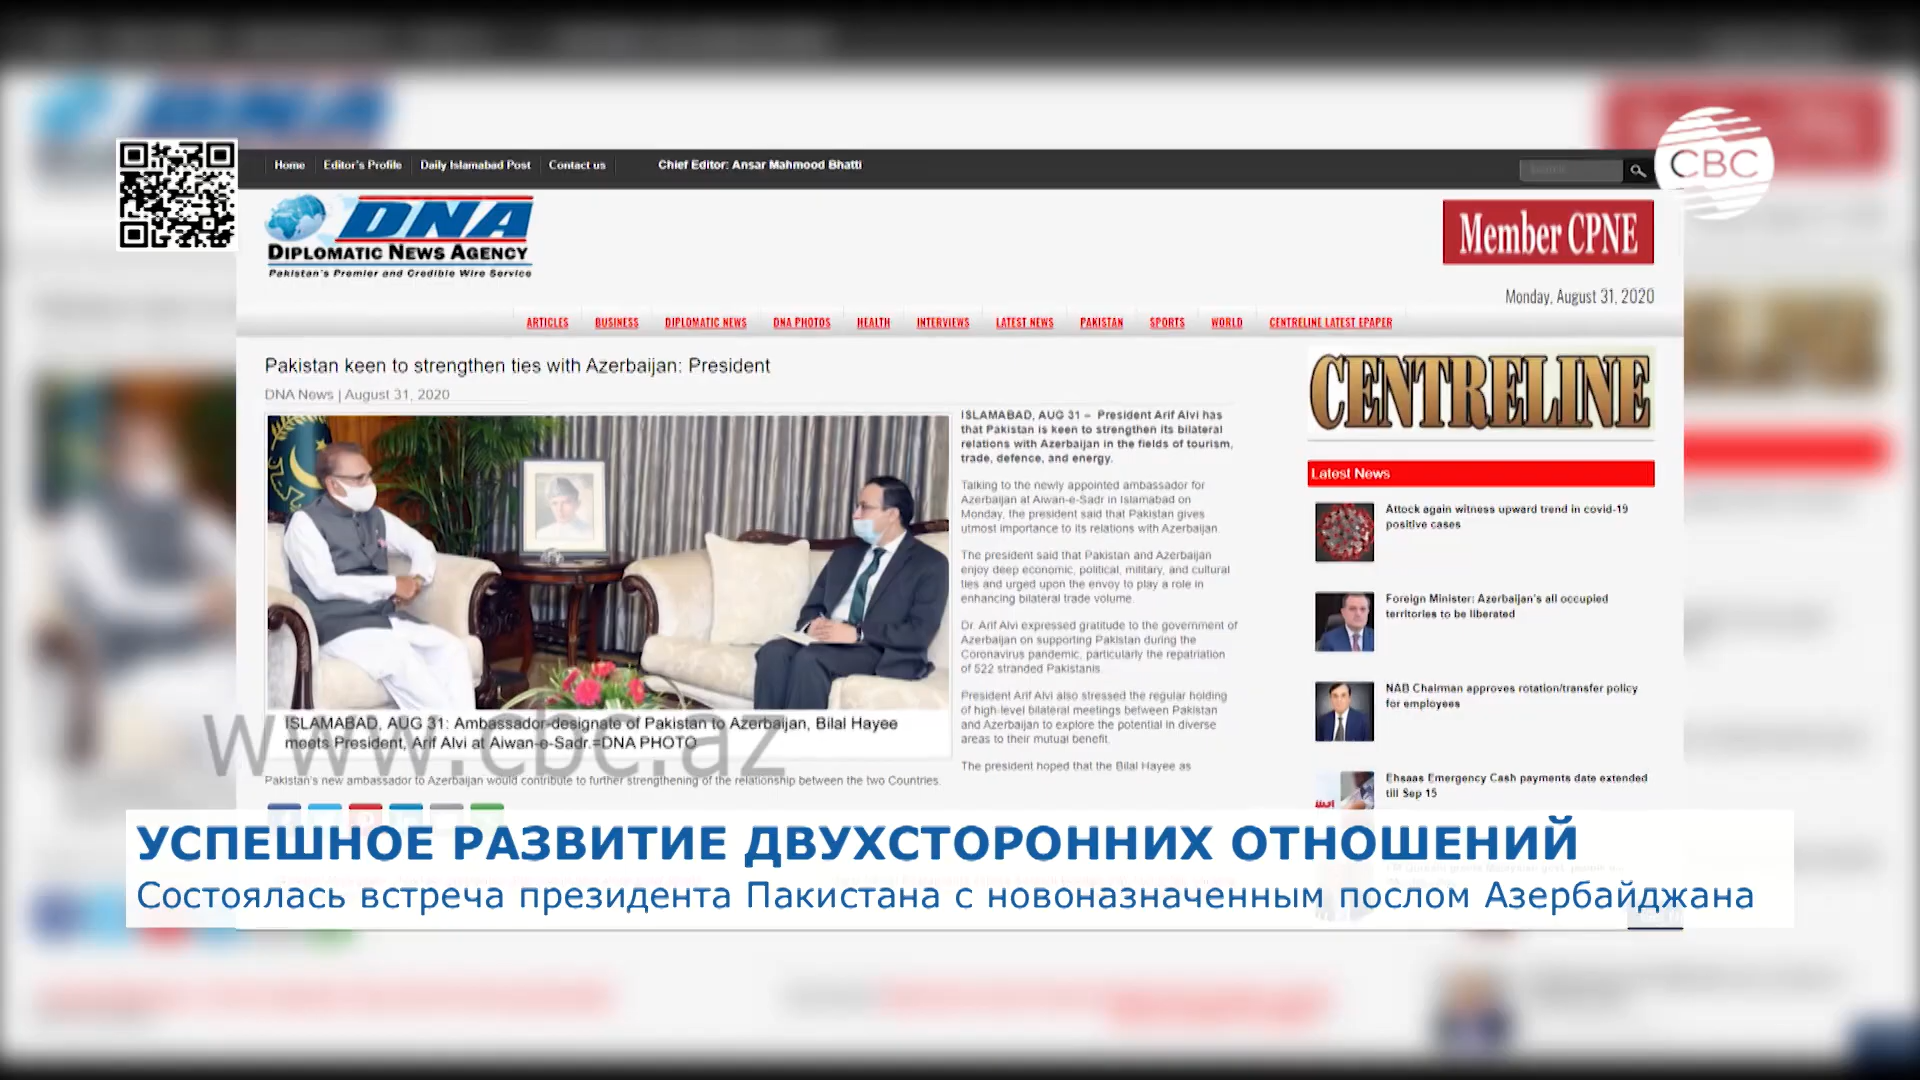 Home
Editor's Profile
Daily Islamabad Post
Contact us
Chief Editor: Ansar Mahmood Bhatti
CBC
DNA
DIPLOMATIC NEWS AGENCY
Pakistan's Premier and Credible Wire Service
Member CPNE
Monday, August 31, 2020
ARTICLES
BUSINESS
DIPLOMATIC NEWS
DNA PHOTOS
HEALTH
INTERVIEWS
LATEST NEWS
PAKISTAN
SPORTS
WORLD
CENTRELINE LATEST EPAPER
Pakistan keen to strengthen ties with Azerbaijan: President
DNA News | August 31, 2020
ISLAMABAD, AUG 31 – President Arif Alvi has
that Pakistan is keen to strengthen its bilateral
relations with Azerbaijan in the fields of tourism,
trade, defence, and energy.
Talking to the newly appointed ambassador for
Azerbaijan at Aiwan-e-Sadr in Islamabad on
Monday, the president said that Pakistan gives
utmost importance to its relations with Azerbaijan.
The president said that Pakistan and Azerbaijan
enjoy deep economic, political, military, and cultural
ties and urged upon the envoy to play a role in
enhancing bilateral trade volume.
Dr. Arif Alvi expressed gratitude to the government of
Azerbaijan on supporting Pakistan during the
Coronavirus pandemic, particularly the repatriation
of 522 stranded Pakistanis.
President Arif Alvi also stressed the regular holding
of high-level bilateral meetings between Pakistan
and Azerbaijan to explore the potential in diverse
areas to their mutual benefit.
The president hoped that the Bilal Hayee as
ISLAMABAD, AUG 31: Ambassador-designate of Pakistan to Azerbaijan, Bilal Hayee
meets President, Arif Alvi at Aiwan-e-Sadr.=DNA PHOTO
www.cbc.az
Pakistan's new ambassador to Azerbaijan would contribute to further strengthening of the relationship between the two Countries.
CENTRELINE
Latest News
Attock again witness upward trend in covid-19
positive cases
Foreign Minister: Azerbaijan's all occupied
territories to be liberated
NAB Chairman approves rotation/transfer policy
for employees
Ehsaas Emergency Cash payments date extended
till Sep 15
УСПЕШНОЕ РАЗВИТИЕ ДВУХСТОРОННИХ ОТНОШЕНИЙ
Состоялась встреча президента Пакистана с новоназначенным послом Азербайджана